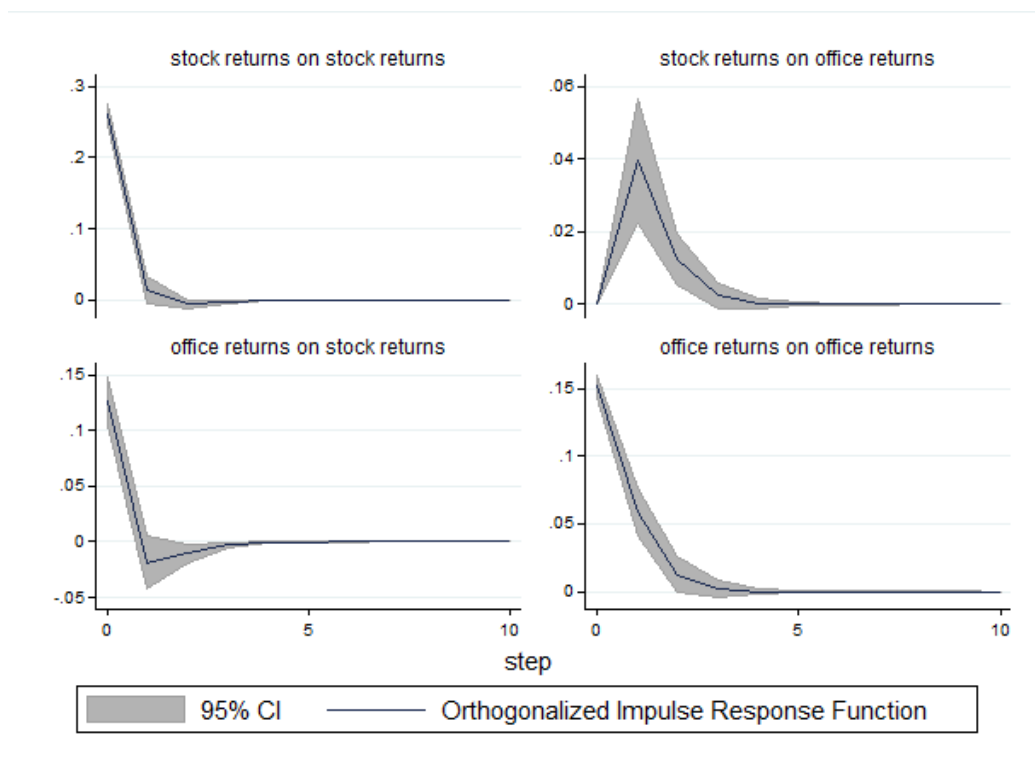 stock returns on stock returns
stock returns on office returns
.3
.2
.1
0
.06
.04
.02
0
office returns on stock returns
office returns on office returns
.15
.1
.05
0
-.05
.15
.1
.05
0
0 5 10
0 5 10
step
95% CI Orthogonalized Impulse Response Function